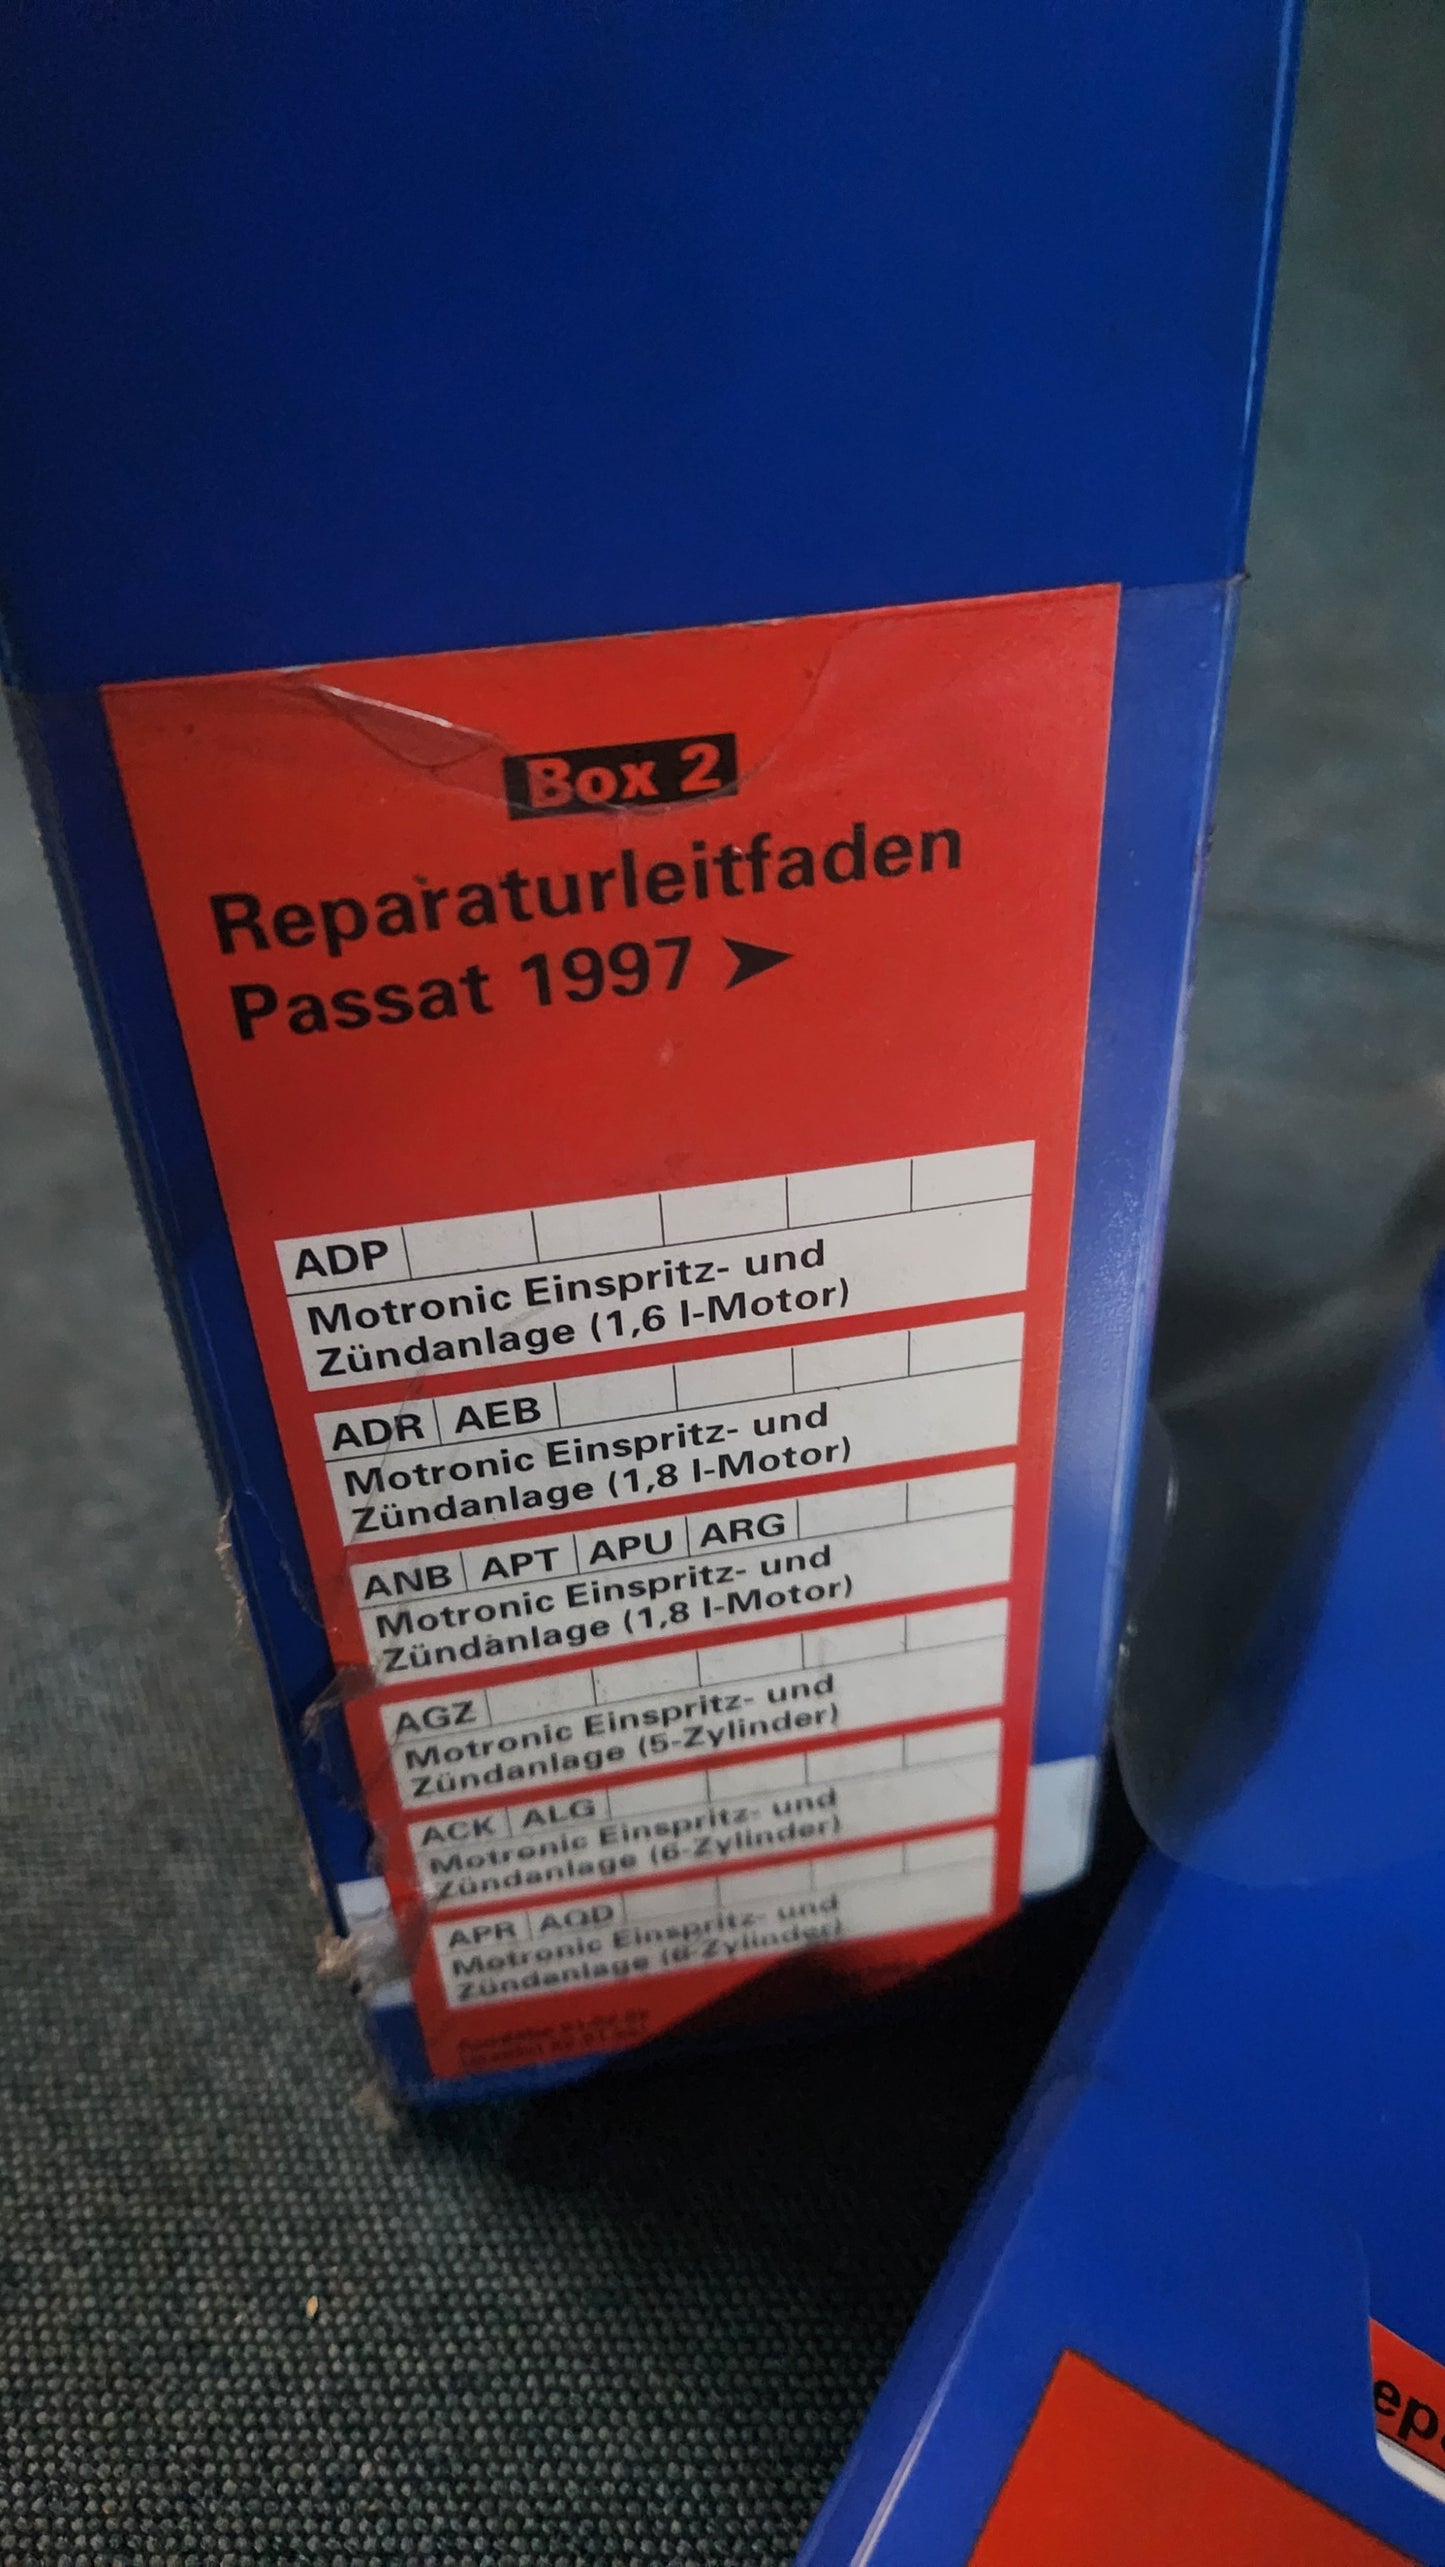 Box 2
Reparaturleitfaden
Passat 1997 ➤
ADP
Motronic Einspritz- und
Zündanlage (1,6 l-Motor)
ADR AEB
Motronic Einspritz- und
Zündanlage (1,8 l-Motor)
ANB APT APU ARG
Motronic Einspritz- und
Zündanlage (1,8 l-Motor)
AGZ
Motronic Einspritz- und
Zündanlage (5-Zylinder)
ACK ALG
Motronic Einspritz- und
Zündanlage (6-Zylinder)
APR AQD
Motronic Einspritz- und
Zündanlage (6-Zylinder)
ep